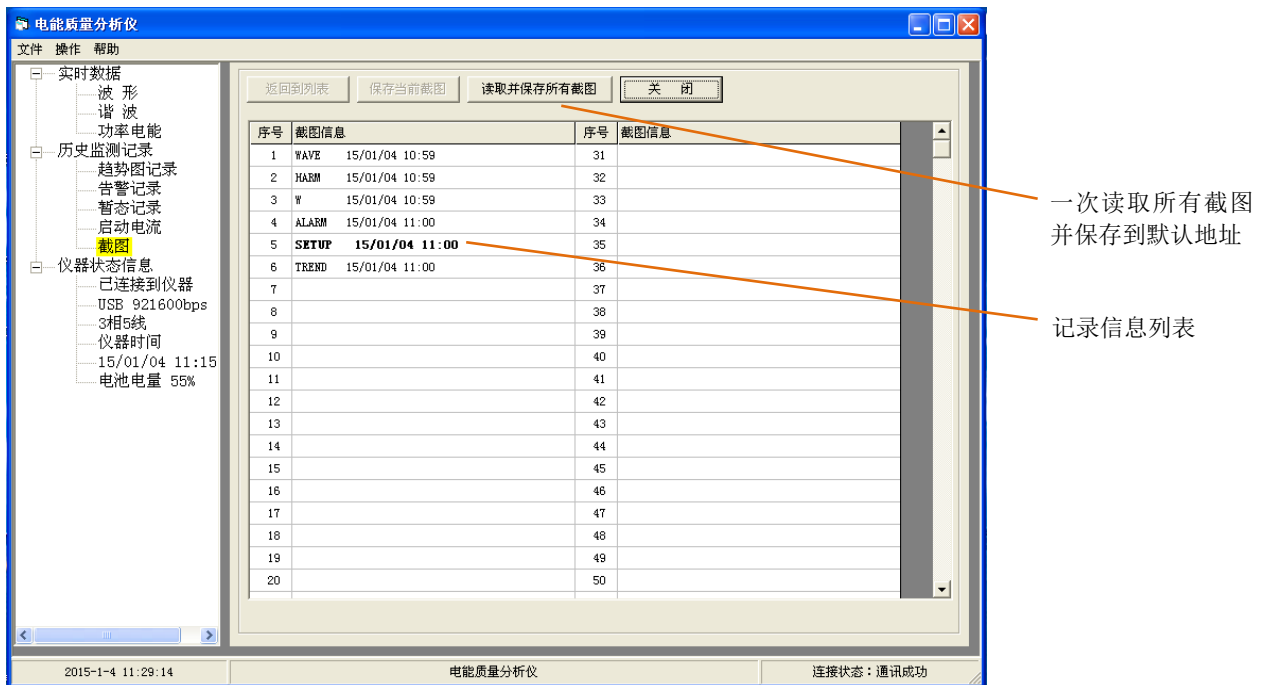 电能质量分析仪
文件 操作 帮助
实时数据
波 形
谐 波
功率电能
历史监测记录
趋势图记录
告警记录
暂态记录
启动电流
截图
仪器状态信息
已连接到仪器
USB 921600bps
3相5线
仪器时间
15/01/04 11:15
电池电量 55%
返回到列表 保存当前截图 读取并保存所有截图 关 闭
序号 截图信息 序号 截图信息
1 WAVE 15/01/04 10:59 31
2 HARM 15/01/04 10:59 32
3 W 15/01/04 10:59 33
4 ALARM 15/01/04 11:00 34
5 SETUP 15/01/04 11:00 35
6 TREND 15/01/04 11:00 36
7 37
8 38
9 39
10 40
11 41
12 42
13 43
14 44
15 45
16 46
17 47
18 48
19 49
20 50
一次读取所有截图
并保存到默认地址
记录信息列表
2015-1-4 11:29:14 电能质量分析仪 连接状态：通讯成功